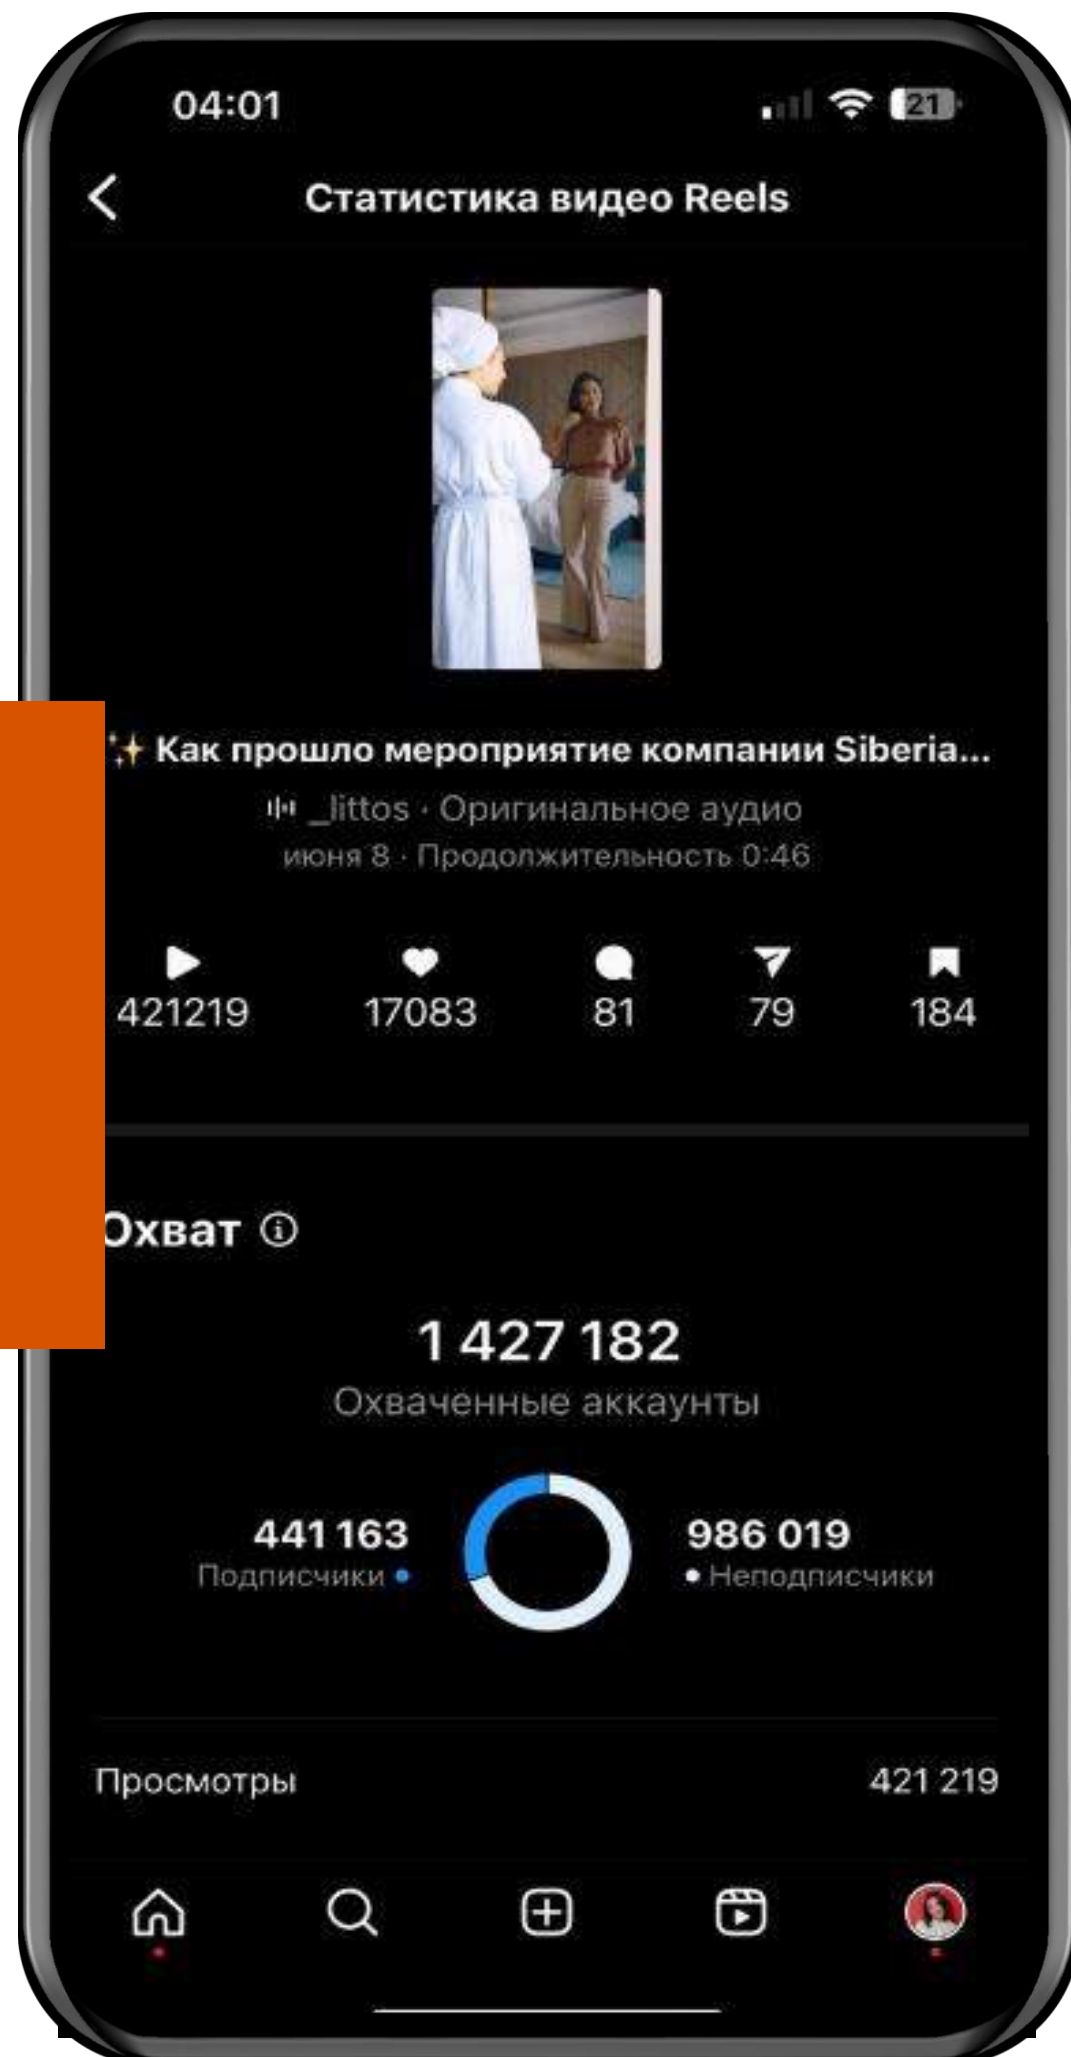 04:01
21
Статистика видео Reels
Как прошло мероприятие компании Siberia...
_littos · Оригинальное аудио
июня 8 · Продолжительность 0:46
421219 17083 81 79 184
Охват
1 427 182
Охваченные аккаунты
441 163 986 019
Подписчики • • Неподписчики
Просмотры 421 219